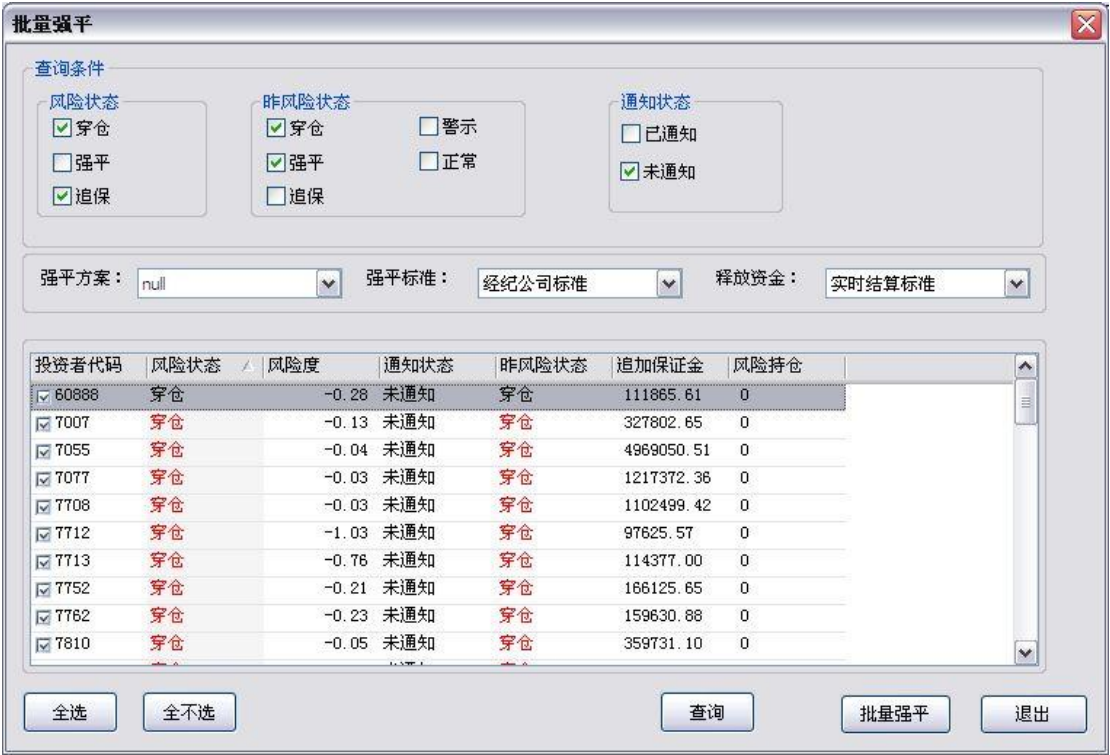 批量强平
查询条件
风险状态 昨风险状态 通知状态
穿仓 穿仓 警示 已通知
强平 强平 正常 未通知
追保 追保
强平方案： null 强平标准： 经纪公司标准 释放资金： 实时结算标准
投资者代码 风险状态 风险度 通知状态 昨风险状态 追加保证金 风险持仓
60888 穿仓 -0.28 未通知 穿仓 111865.61 0
7007 穿仓 -0.13 未通知 穿仓 327802.65 0
7055 穿仓 -0.04 未通知 穿仓 4969050.51 0
7077 穿仓 -0.03 未通知 穿仓 1217372.36 0
7708 穿仓 -0.03 未通知 穿仓 1102499.42 0
7712 穿仓 -1.03 未通知 穿仓 97625.57 0
7713 穿仓 -0.76 未通知 穿仓 114377.00 0
7752 穿仓 -0.21 未通知 穿仓 166125.65 0
7762 穿仓 -0.23 未通知 穿仓 159630.88 0
7810 穿仓 -0.05 未通知 穿仓 359731.10 0
全选 全不选 查询 批量强平 退出